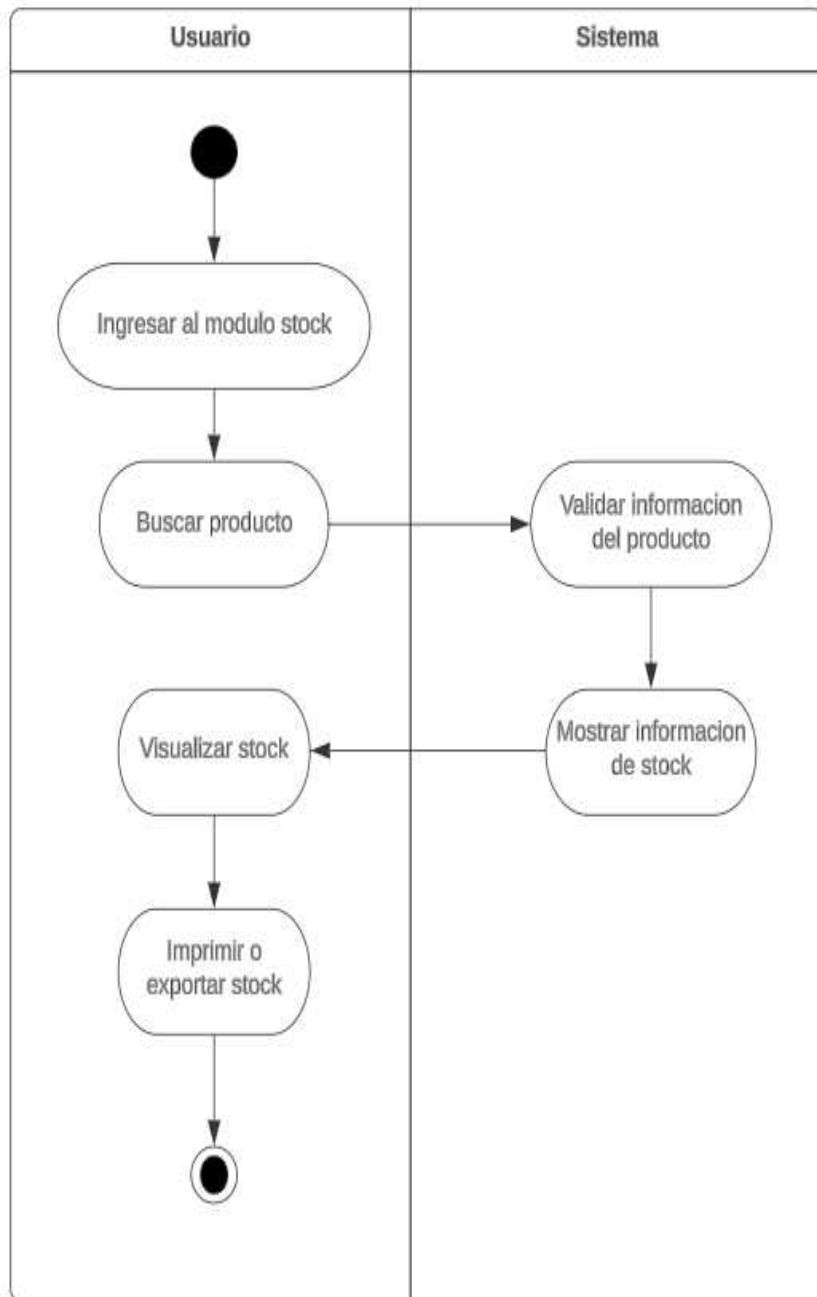 Usuario
Sistema
Ingresar al modulo stock
Buscar producto
Validar informacion
del producto
Mostrar informacion
de stock
Visualizar stock
Imprimir o
exportar stock